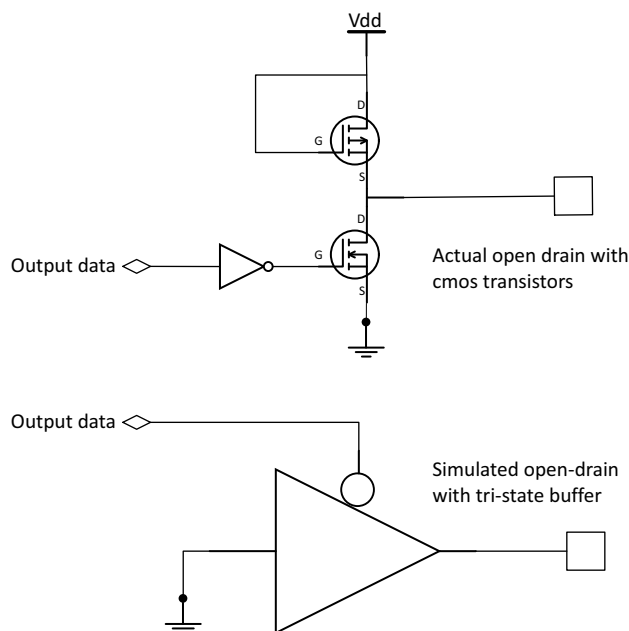 Vdd
D
G
S
D
Output data
G
S
Actual open drain with
cmos transistors
Output data
Simulated open-drain
with tri-state buffer